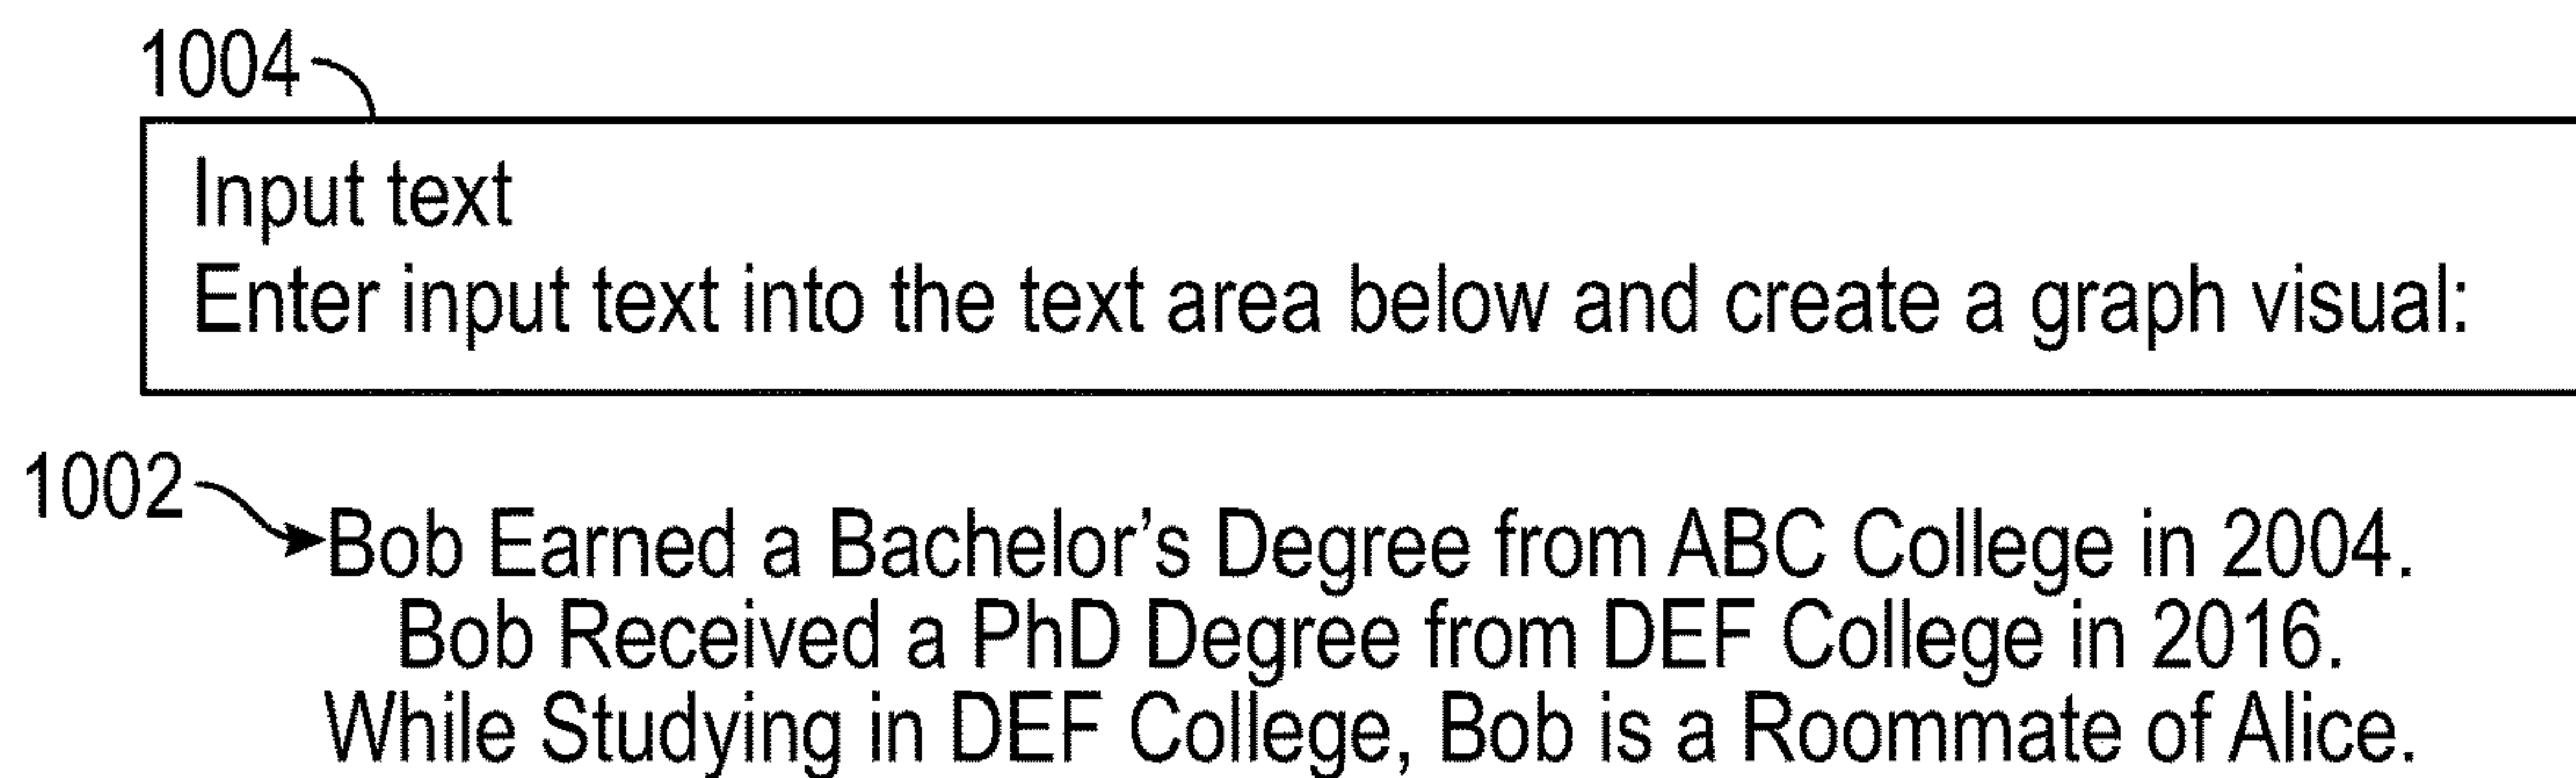 1004
Input text
Enter input text into the text area below and create a graph visual:
1002
Bob Earned a Bachelor’s Degree from ABC College in 2004.
Bob Received a PhD Degree from DEF College in 2016.
While Studying in DEF College, Bob is a Roommate of Alice.